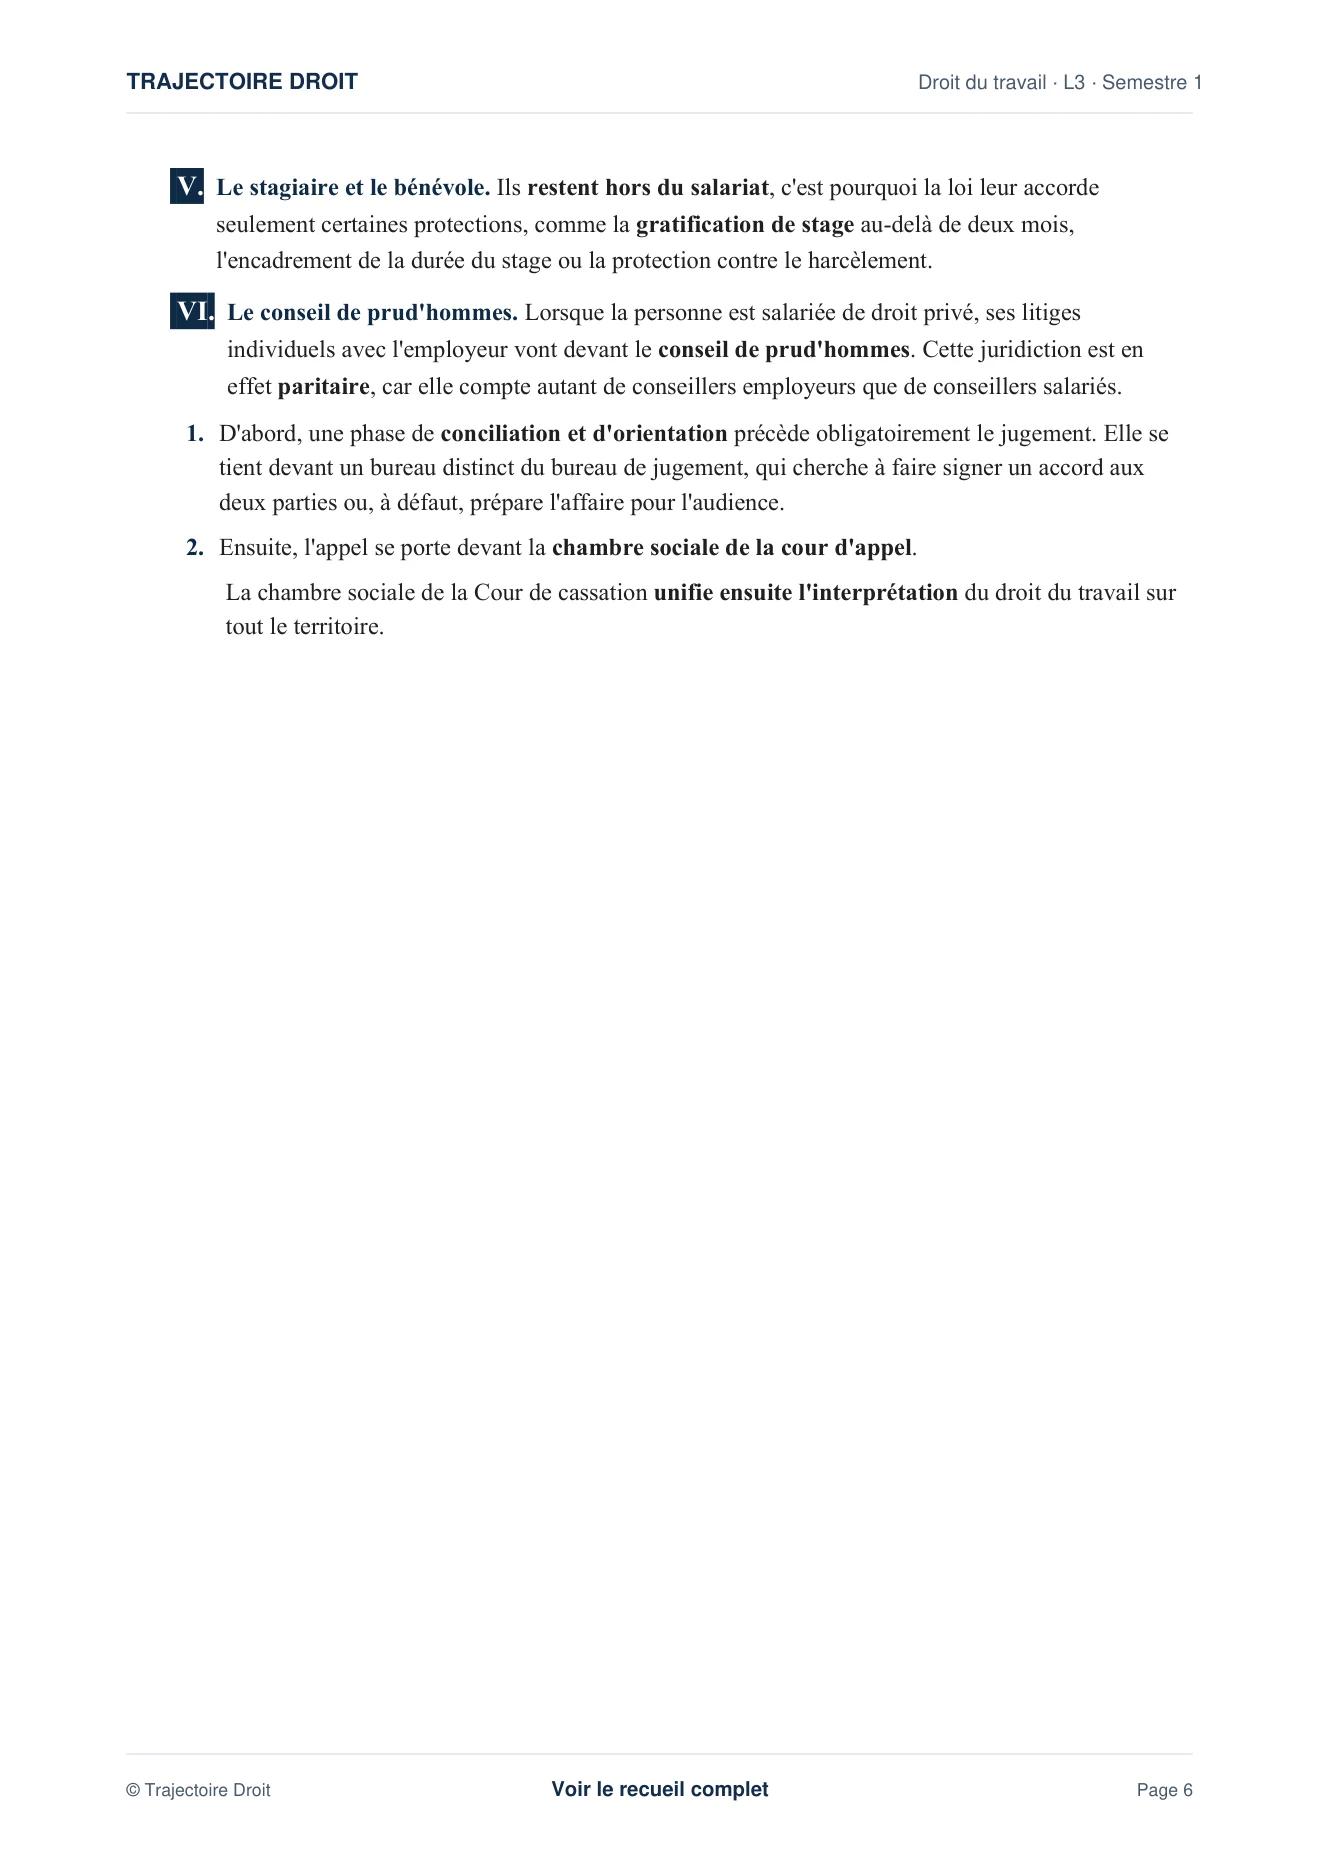 TRAJECTOIRE DROIT
Droit du travail · L3 · Semestre 1
V. Le stagiaire et le bénévole. Ils restent hors du salariat, c'est pourquoi la loi leur accorde
seulement certaines protections, comme la gratification de stage au-delà de deux mois,
l'encadrement de la durée du stage ou la protection contre le harcèlement.
VI. Le conseil de prud'hommes. Lorsque la personne est salariée de droit privé, ses litiges
individuels avec l'employeur vont devant le conseil de prud'hommes. Cette juridiction est en
effet paritaire, car elle compte autant de conseillers employeurs que de conseillers salariés.
1. D'abord, une phase de conciliation et d'orientation précède obligatoirement le jugement. Elle se
tient devant un bureau distinct du bureau de jugement, qui cherche à faire signer un accord aux
deux parties ou, à défaut, prépare l'affaire pour l'audience.
2. Ensuite, l'appel se porte devant la chambre sociale de la cour d'appel.
La chambre sociale de la Cour de cassation unifie ensuite l'interprétation du droit du travail sur
tout le territoire.
© Trajectoire Droit
Voir le recueil complet
Page 6